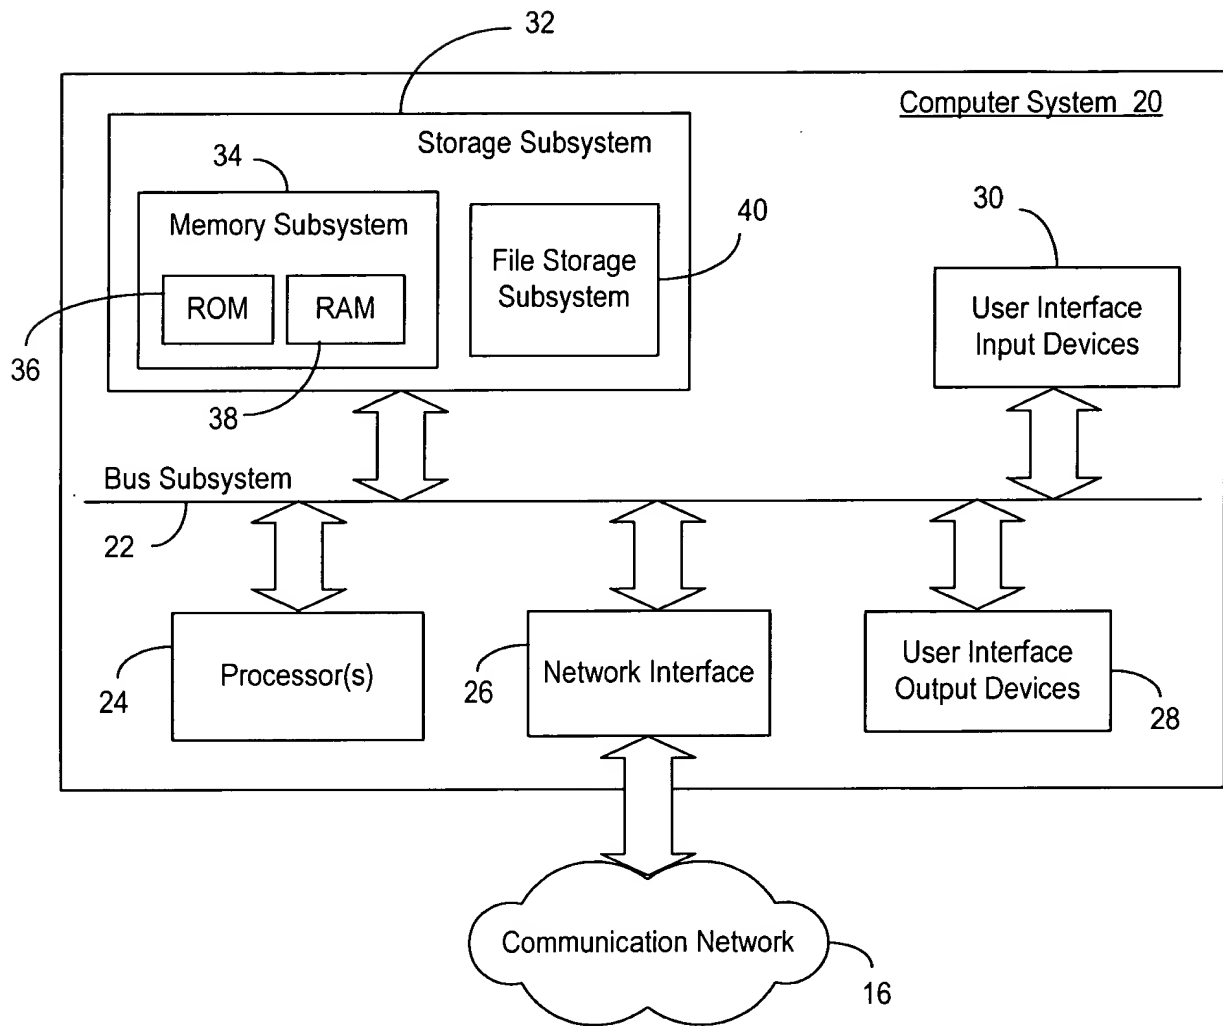 32
Computer System 20
Storage Subsystem
34
Memory Subsystem
40
30
File Storage
Subsystem
ROM
RAM
User Interface
Input Devices
36
38
Bus Subsystem
22
Processor(s)
24
Network Interface
26
User Interface
Output Devices
28
Communication Network
16